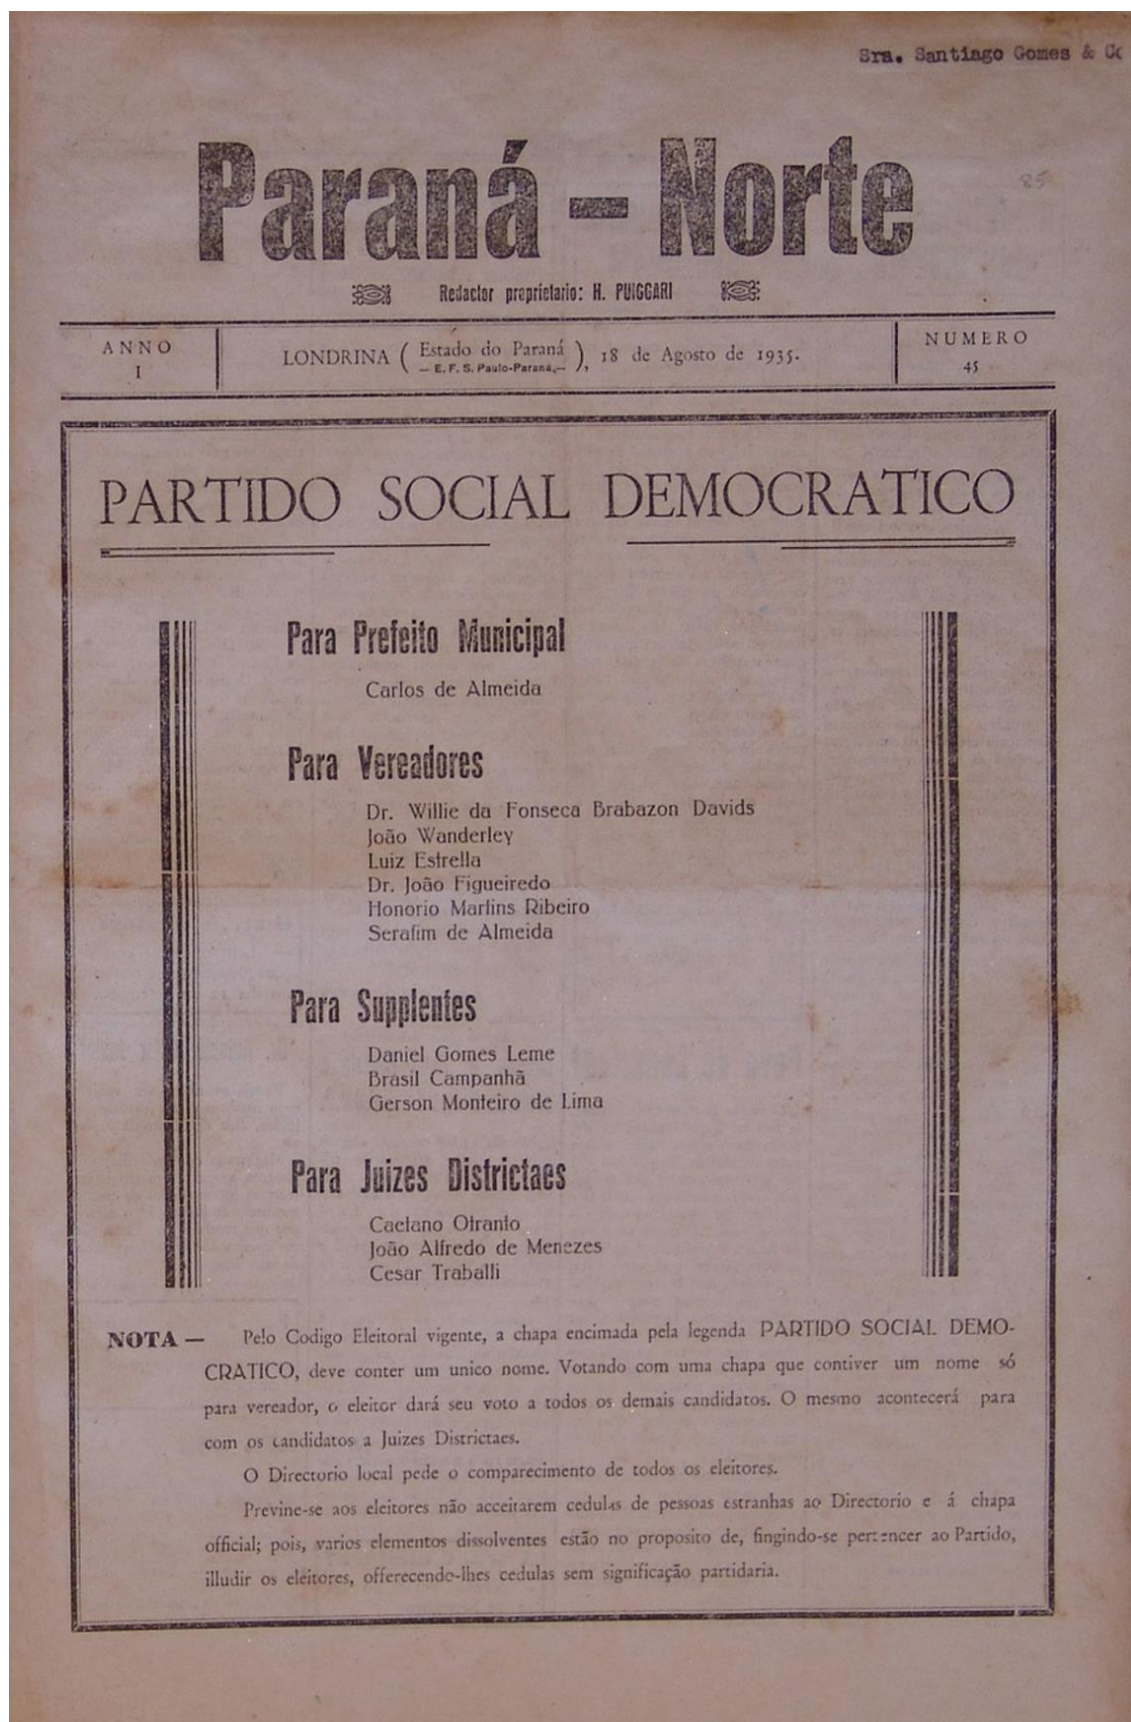 Srs. Santiago Gomes & Co
85
Paraná - Norte
Redactor proprietario: H. PUIGGARI
ANNO
I
LONDRINA ( Estado do Paraná
— E. F. S. Paulo-Paraná — ), 18 de Agosto de 1935.
NUMERO
45
PARTIDO SOCIAL DEMOCRATICO
Para Prefeito Municipal
Carlos de Almeida
Para Vereadores
Dr. Willie da Fonseca Brabazon Davids
João Wanderley
Luiz Estrella
Dr. João Figueiredo
Honorio Martins Ribeiro
Serafim de Almeida
Para Supplentes
Daniel Gomes Leme
Brasil Campanhã
Gerson Monteiro de Lima
Para Juizes Districtaes
Caetano Otranto
João Alfredo de Menezes
Cesar Traballi
NOTA — Pelo Codigo Eleitoral vigente, a chapa encimada pela legenda PARTIDO SOCIAL DEMO-
CRATICO, deve conter um unico nome. Votando com uma chapa que contiver um nome só
para vereador, o eleitor dará seu voto a todos os demais candidatos. O mesmo acontecerá para
com os candidatos a Juizes Districtaes.
O Directorio local pede o comparecimento de todos os eleitores.
Previne-se aos eleitores não acceitarem cedulas de pessoas estranhas ao Directorio e á chapa
official; pois, varios elementos dissolventes estão no proposito de, fingindo-se pertencer ao Partido,
illudir os eleitores, offerecendo-lhes cedulas sem significação partidaria.